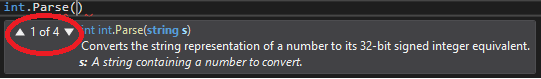 int.Parse()
▲ 1 of 4 ▼ int int.Parse(string s)
Converts the string representation of a number to its 32-bit signed integer equivalent.
s: A string containing a number to convert.